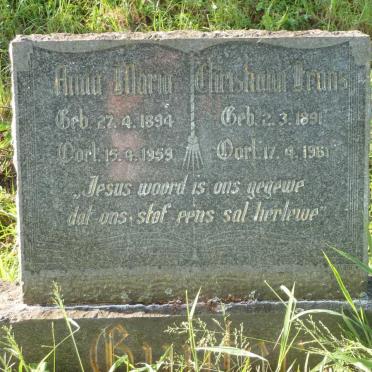 Anna Maria Christiaan
Geb. 27. 4. 1894 Geb. 2. 3. 1891
Oorl. 15. 9. 1959 Oorl. 17. 9. 1961
„Jesus woord is ons gegewe
dat ons, stof eens sal herlewe"